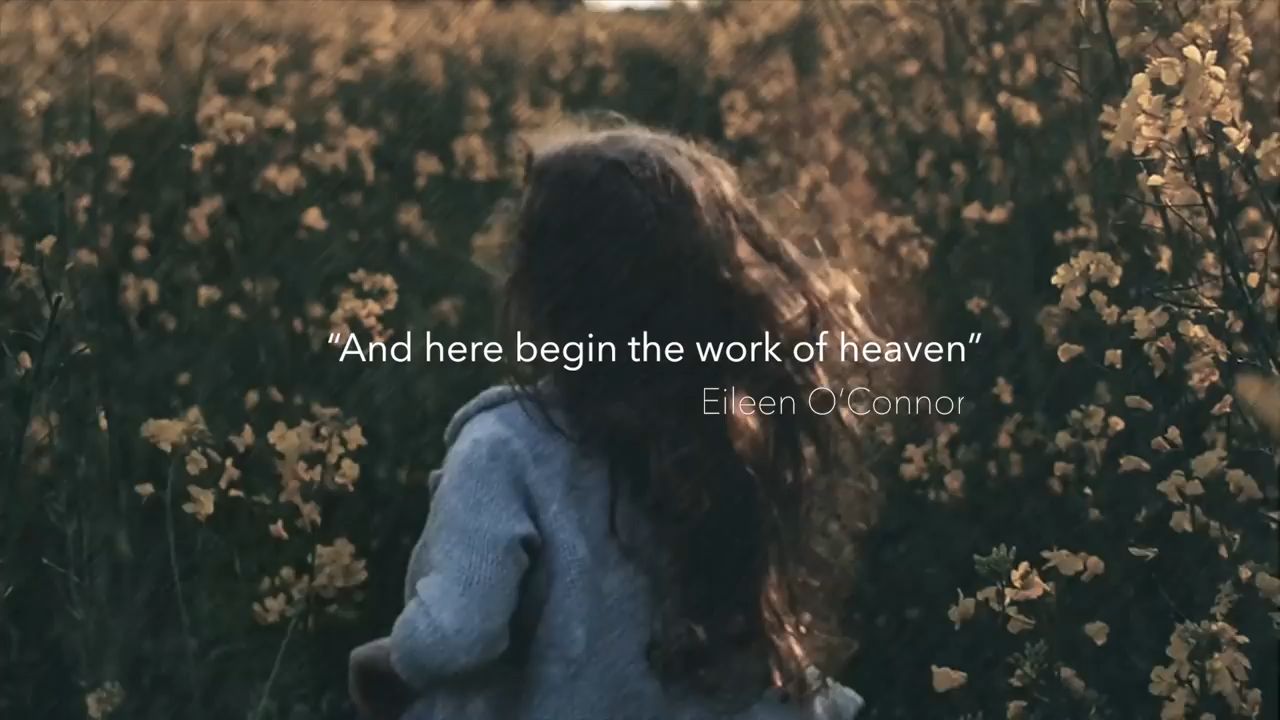 “And here begin the work of heaven”
Eileen O’Connor